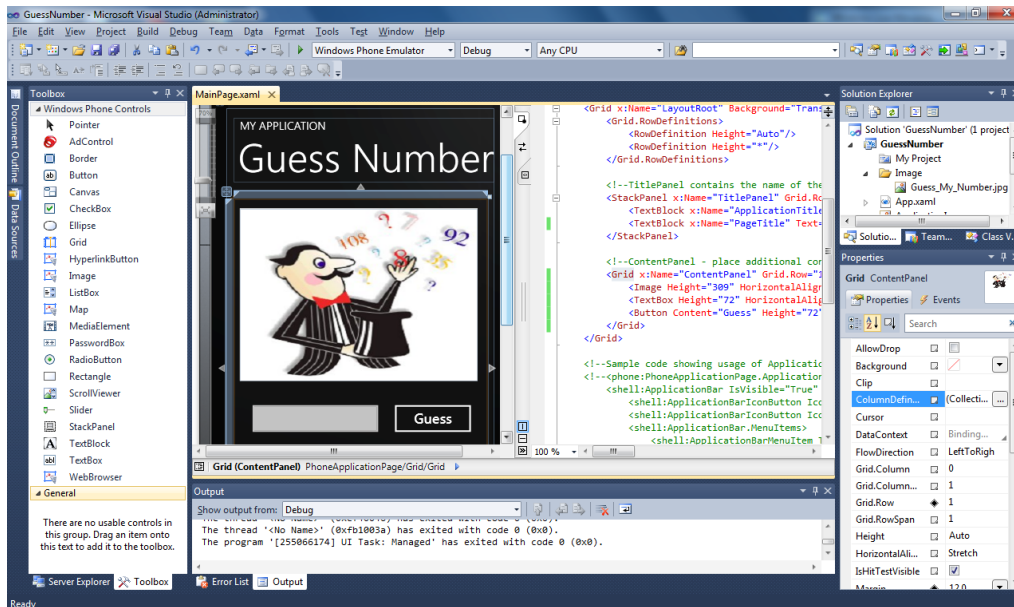 GuessNumber - Microsoft Visual Studio (Administrator)
File Edit View Project Build Debug Team Data Format Tools Test Window Help
Windows Phone Emulator Debug Any CPU
Document Outline
Data Sources
Toolbox
Windows Phone Controls
Pointer
AdControl
Border
Button
Canvas
CheckBox
Ellipse
Grid
HyperlinkButton
Image
ListBox
Map
MediaElement
PasswordBox
RadioButton
Rectangle
ScrollViewer
Slider
StackPanel
TextBlock
TextBox
WebBrowser
General
There are no usable controls in
this group. Drag an item onto
this text to add it to the toolbox.
Server Explorer Toolbox
MainPage.xaml
MY APPLICATION
Guess Number
108
7
92
8
?
Guess
<Grid x:Name="LayoutRoot" Background="Trans
<Grid.RowDefinitions>
<RowDefinition Height="Auto"/>
<RowDefinition Height="*"/>
</Grid.RowDefinitions>
<!--TitlePanel contains the name of the
<StackPanel x:Name="TitlePanel" Grid.Ro
<TextBlock x:Name="ApplicationTitle
<TextBlock x:Name="PageTitle" Text=
</StackPanel>
<!--ContentPanel - place additional con
<Grid x:Name="ContentPanel" Grid.Row="1
<Image Height="309" HorizontalAlign
<TextBox Height="72" HorizontalAlig
<Button Content="Guess" Height="72"
</Grid>
</Grid>
<!--Sample code showing usage of Applicatio
<!--<phone:PhoneApplicationPage.Application
<shell:ApplicationBar IsVisible="True"
<shell:ApplicationBarIconButton Ico
<shell:ApplicationBarIconButton Ico
<shell:ApplicationBar.MenuItems>
<shell:ApplicationBarMenuItem T
100 %
Grid (ContentPanel) PhoneApplicationPage/Grid/Grid
Output
Show output from: Debug
The thread '<No Name>' (0xfb1003a) has exited with code 0 (0x0).
The program '[255066174] UI Task: Managed' has exited with code 0 (0x0).
Error List Output
Solution Explorer
Solution 'GuessNumber' (1 project
GuessNumber
My Project
Image
Guess_My_Number.jpg
App.xaml
Solutio... Team... Class V.
Properties
Grid ContentPanel
Properties Events
Search
AllowDrop
Background
Clip
ColumnDefin... (Collecti... ...
Cursor
DataContext Binding...
FlowDirection LeftToRigh
Grid.Column 0
Grid.Column... 1
Grid.Row 1
Grid.RowSpan 1
Height Auto
HorizontalAli... Stretch
IsHitTestVisible
Margin 12,0
Ready